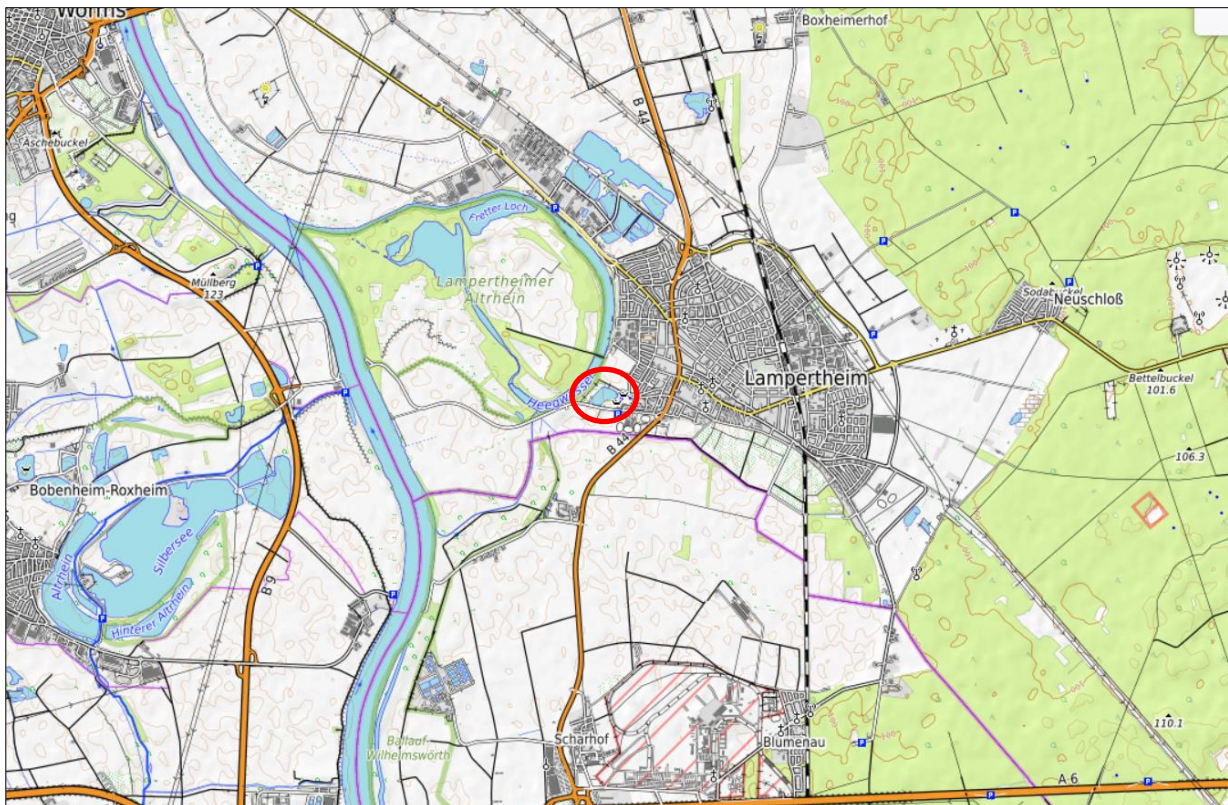 Worms
Boxheimerhof
B 44
Aschebuckel
Fretter Loch
Müllberg
123
Lampertheimer
Altrhein
Sodabuckel
Neuschloß
Lampertheim
Bettelbuckel
101.6
B 44
106.3
Bobenheim-Roxheim
Silbersee
Altrhein
Hinterer Altrhein
B 9
110.1
Scharhof
Ballauf-
Wilhelmswörth
Blumenau
A 6